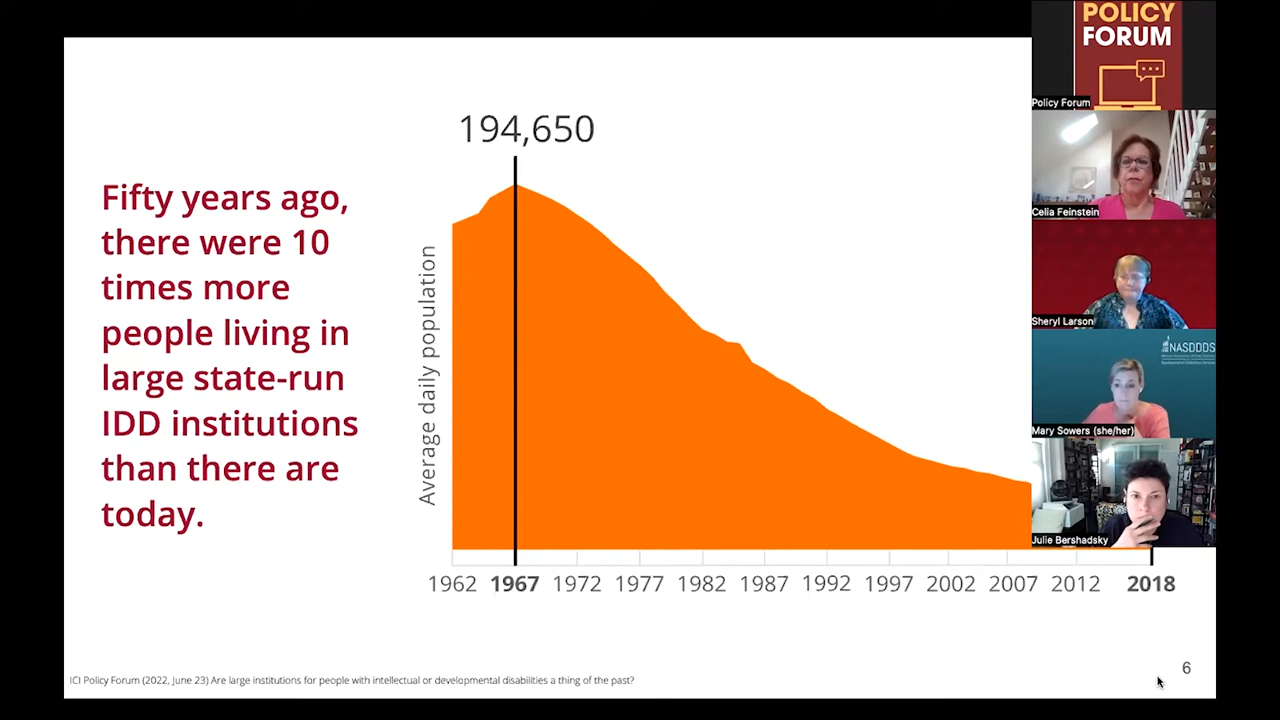 POLICY
FORUM
Policy Forum
194,650
Fifty years ago,
there were 10
times more
people living in
large state-run
IDD institutions
than there are
today.
Average daily population
1962 1967 1972 1977 1982 1987 1992 1997 2002 2007 2012 2018
Celia Feinstein
Sheryl Larson
NASDDDS
Mary Sowers (she/her)
Julie Bershadsky
6
ICI Policy Forum (2022, June 23) Are large institutions for people with intellectual or developmental disabilities a thing of the past?